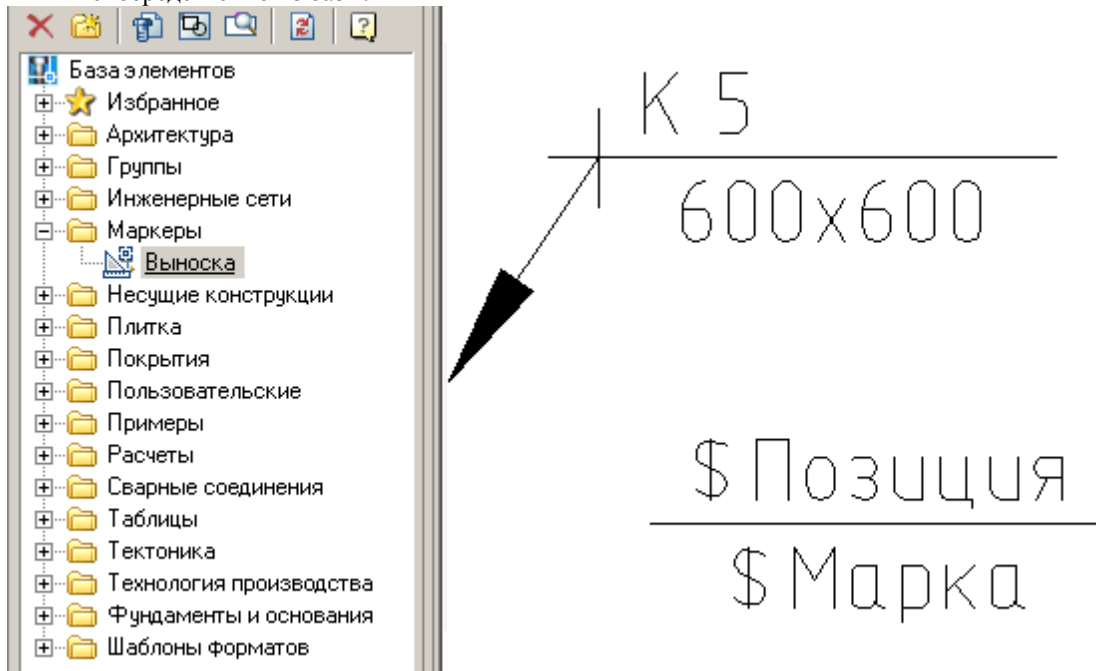 База элементов
Избранное
Архитектура
Группы
Инженерные сети
Маркеры
Выноска
Несущие конструкции
Плитка
Покрытия
Пользовательские
Примеры
Расчеты
Сварные соединения
Таблицы
Тектоника
Технология производства
Фундаменты и основания
Шаблоны форматов
К 5
600х600
$Позиция
$Марка